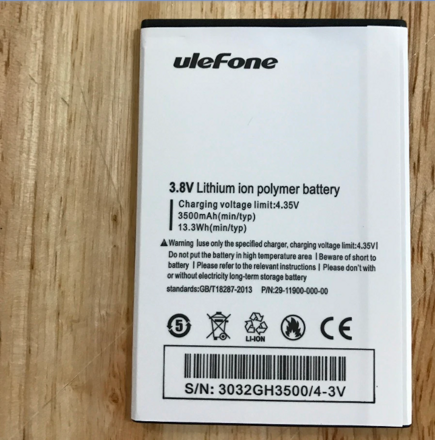 uleFone
3.8V Lithium ion polymer battery
Charging voltage limit:4.35V
3500mAh(min/typ)
13.3Wh(min/typ)
Warning |use only the specified charger, charging voltage limit:4.35V|
Do not put the battery in high temperature area | Beware of short to
battery | Please refer to the relevant instructions | Please don't with
or without electricity long-term storage battery
standards:GB/T18287-2013 P/N:29-11900-000-00
5
LI-ION
CE
S/N: 3032GH3500/4-3V